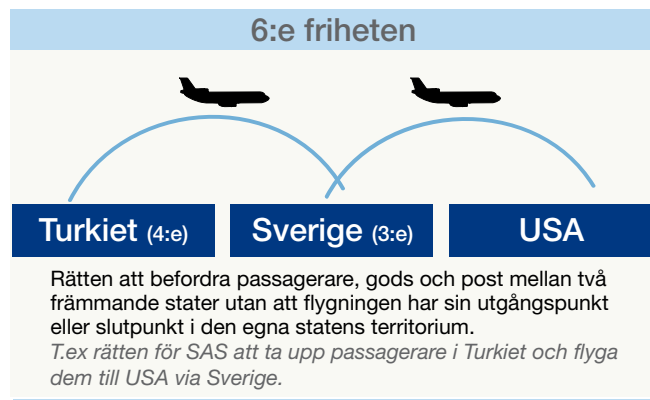 6:e friheten
Turkiet (4:e)
Sverige (3:e)
USA
Rätten att befordra passagerare, gods och post mellan två
främmande stater utan att flygningen har sin utgångspunkt
eller slutpunkt i den egna statens territorium.
T.ex rätten för SAS att ta upp passagerare i Turkiet och flyga
dem till USA via Sverige.